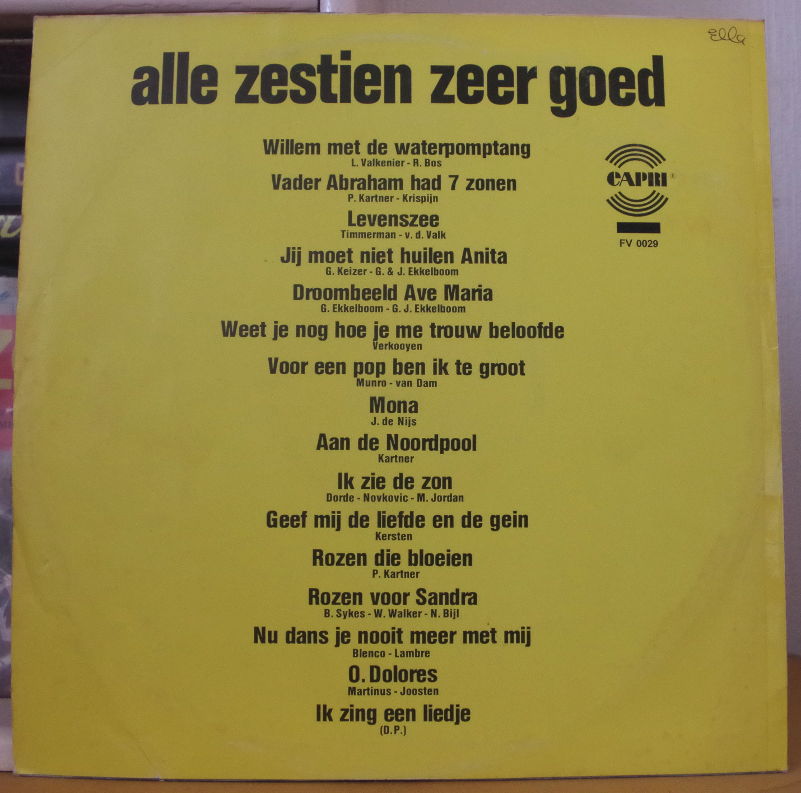 Ella
alle zestien zeer goed
Willem met de waterpomptang
L. Valkenier - R. Bos
Vader Abraham had 7 zonen
P. Kartner - Krispijn
Levenszee
Timmerman - v. d. Valk
Jij moet niet huilen Anita
G. Keizer - G. & J. Ekkelboom
Droombeeld Ave Maria
G. Ekkelboom - G. J. Ekkelboom
Weet je nog hoe je me trouw beloofde
Verkooyen
Voor een pop ben ik te groot
Munro - van Dam
Mona
J. de Nijs
Aan de Noordpool
Kartner
Ik zie de zon
Dorde - Novkovic - M. Jordan
Geef mij de liefde en de gein
Kersten
Rozen die bloeien
P. Kartner
Rozen voor Sandra
B. Sykes - W. Walker - N. Bijl
Nu dans je nooit meer met mij
Blenco - Lambre
O. Dolores
Martinus - Joosten
Ik zing een liedje
(D.P.)
CAPRI®
FV 0029